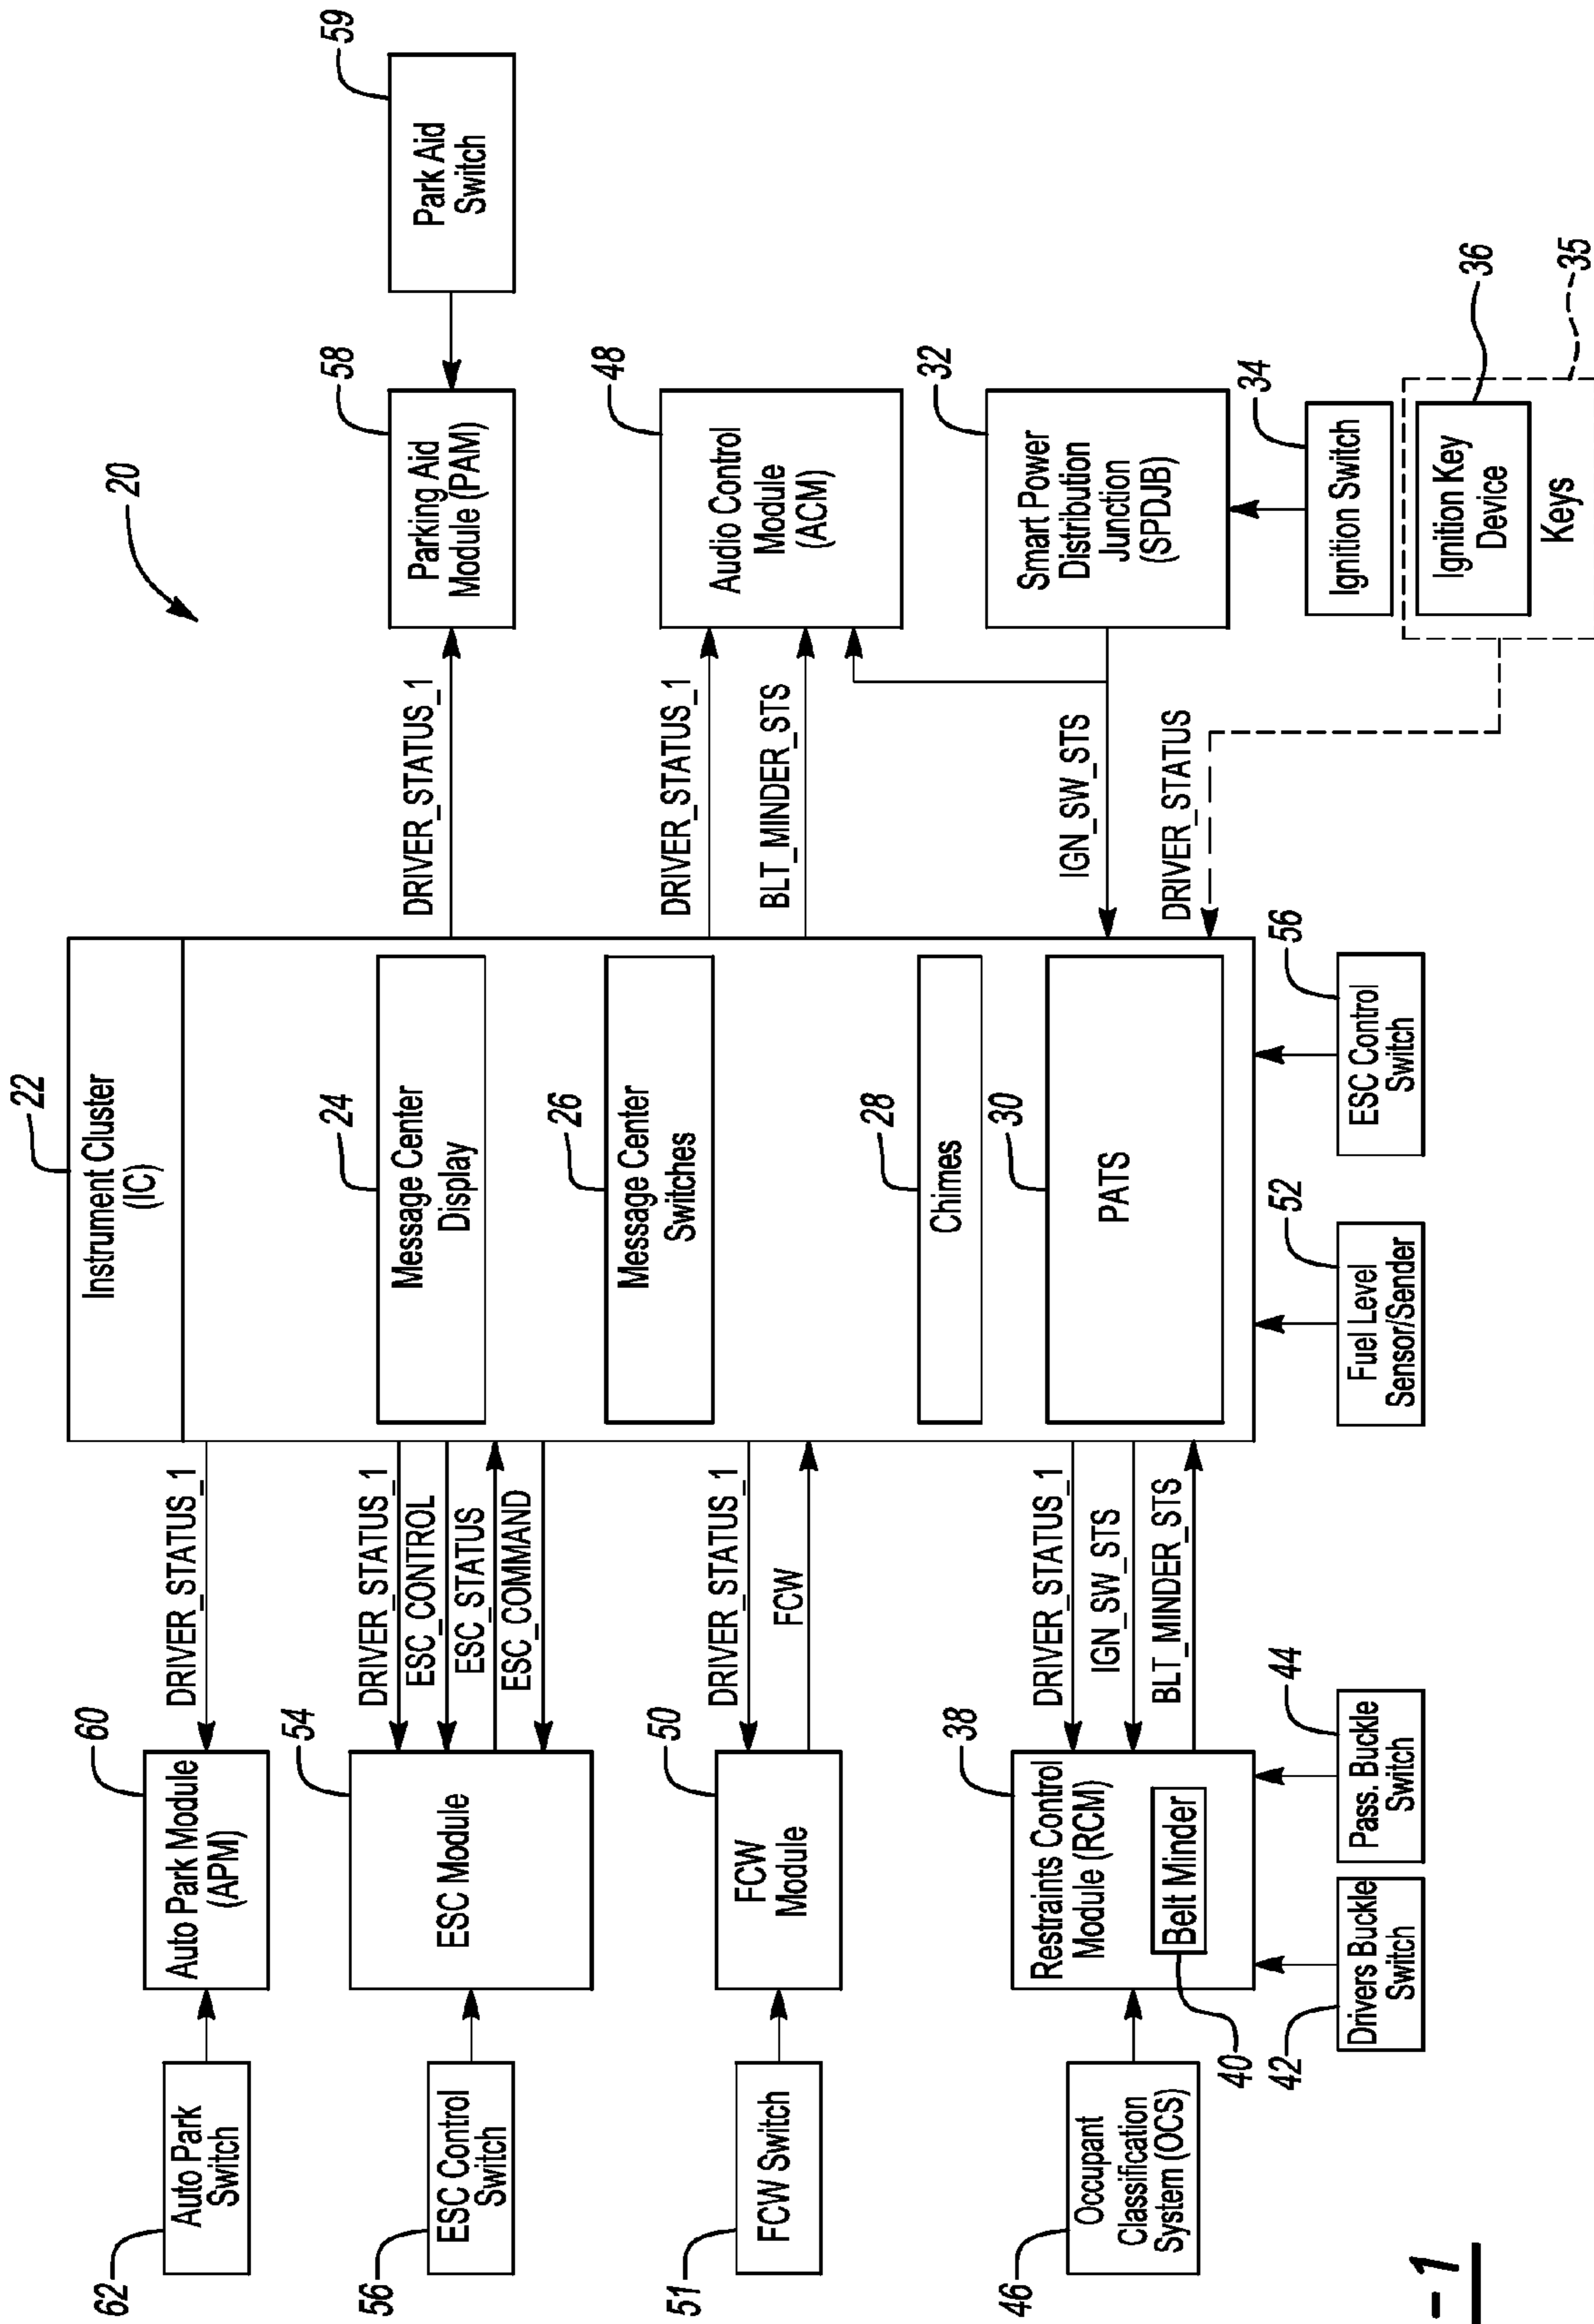 20
22
Instrument Cluster
(IC)
24
Message Center
Display
26
Message Center
Switches
28
Chimes
30
PATS
62
Auto Park
Switch
60
Auto Park Module
(APM)
DRIVER_STATUS_1
56
ESC Control
Switch
54
ESC Module
DRIVER_STATUS_1
ESC_CONTROL
ESC_STATUS
ESC_COMMAND
51
FCW Switch
50
FCW
Module
DRIVER_STATUS_1
FCW
46
Occupant
Classification
System (OCS)
38
Restraints Control
Module (RCM)
Belt Minder
40
DRIVER_STATUS_1
IGN_SW_STS
BLT_MINDER_STS
42
Drivers Buckle
Switch
44
Pass. Buckle
Switch
52
Fuel Level
Sensor/Sender
56
ESC Control
Switch
DRIVER_STATUS_1
58
Parking Aid
Module (PAM)
59
Park Aid
Switch
DRIVER_STATUS_1
BLT_MINDER_STS
48
Audio Control
Module
(ACM)
IGN_SW_STS
DRIVER_STATUS
32
Smart Power
Distribution
Junction
(SPDJB)
34
Ignition Switch
35
36
Ignition Key
Device
Keys
-1